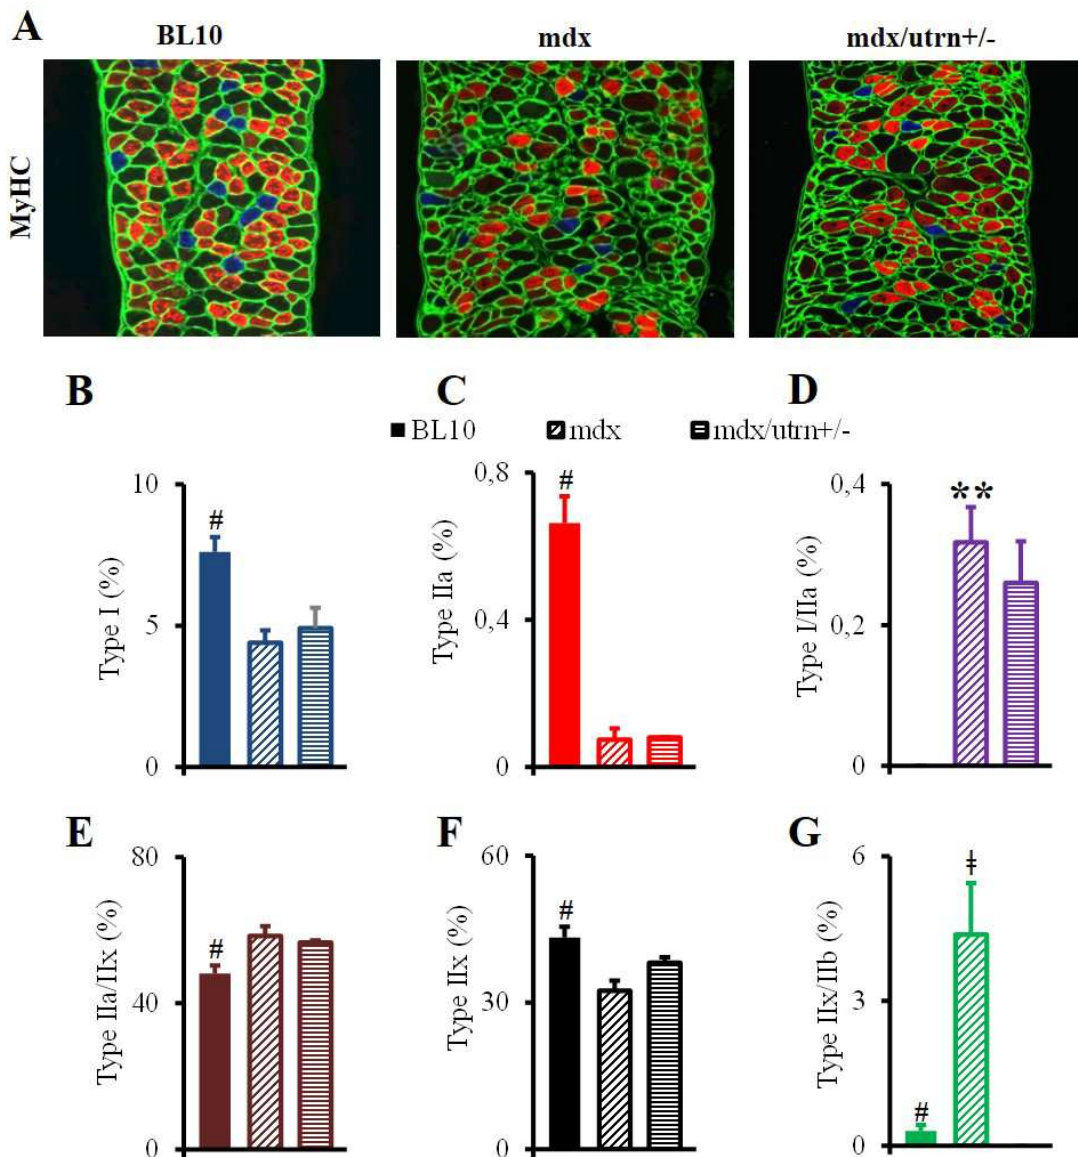 A
BL10 mdx mdx/utrn+/-
MyHC
B C D
BL10 mdx mdx/utrn+/-
10
5
0
Type I (%)
#
0,8
0,4
0
Type IIa (%)
#
0,4
0,2
0
Type I/IIa (%)
**
E F G
80
40
0
Type IIa/IIx (%)
#
60
30
0
Type IIx (%)
#
6
3
0
Type IIx/IIb (%)
#
ǂ